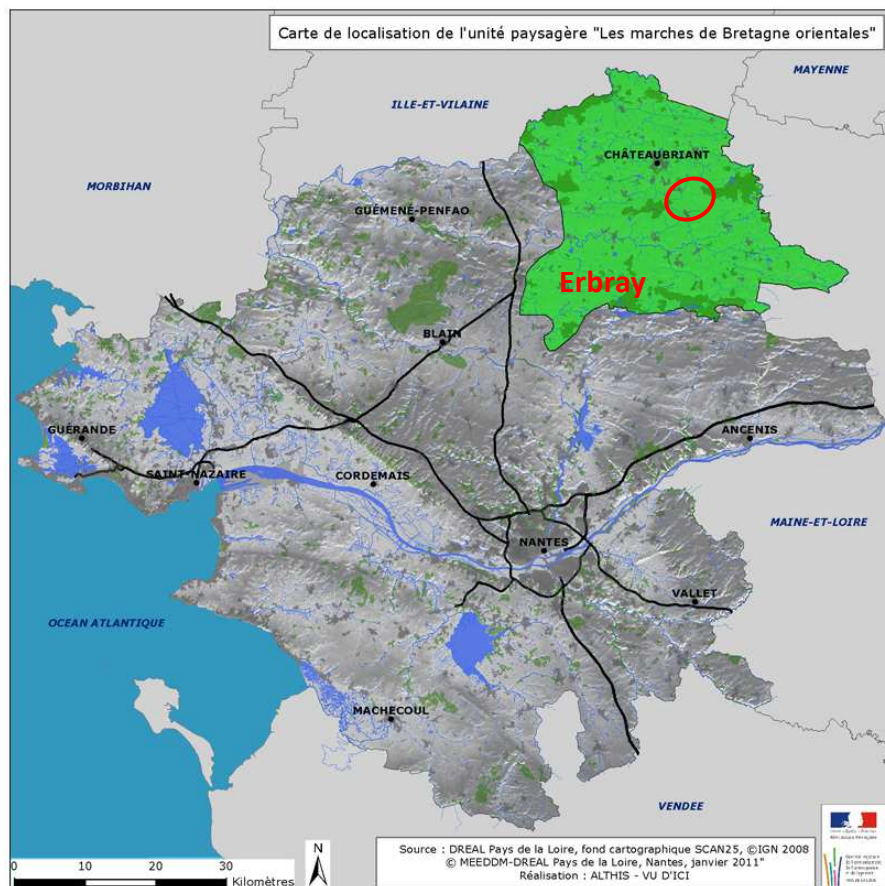 Carte de localisation de l'unité paysagère "Les marches de Bretagne orientales"
MAYENNE
ILLE-ET-VILAINE
CHÂTEAUBRIANT
MORBIHAN
GUÉMENÉ-PENFAO
Erbray
BLAIN
GUÉRANDE
ANCENIS
SAINT-NAZAIRE
CORDEMAIS
MAINE-ET-LOIRE
NANTES
VALLET
OCEAN ATLANTIQUE
MACHECOUL
VENDEE
N
0 10 20 30
Kilomètres
Source : DREAL Pays de la Loire, fond cartographique SCAN25, ©IGN 2008
© MEEDDM-DREAL Pays de la Loire, Nantes, janvier 2011"
Réalisation : ALTHIS - VU D'ICI